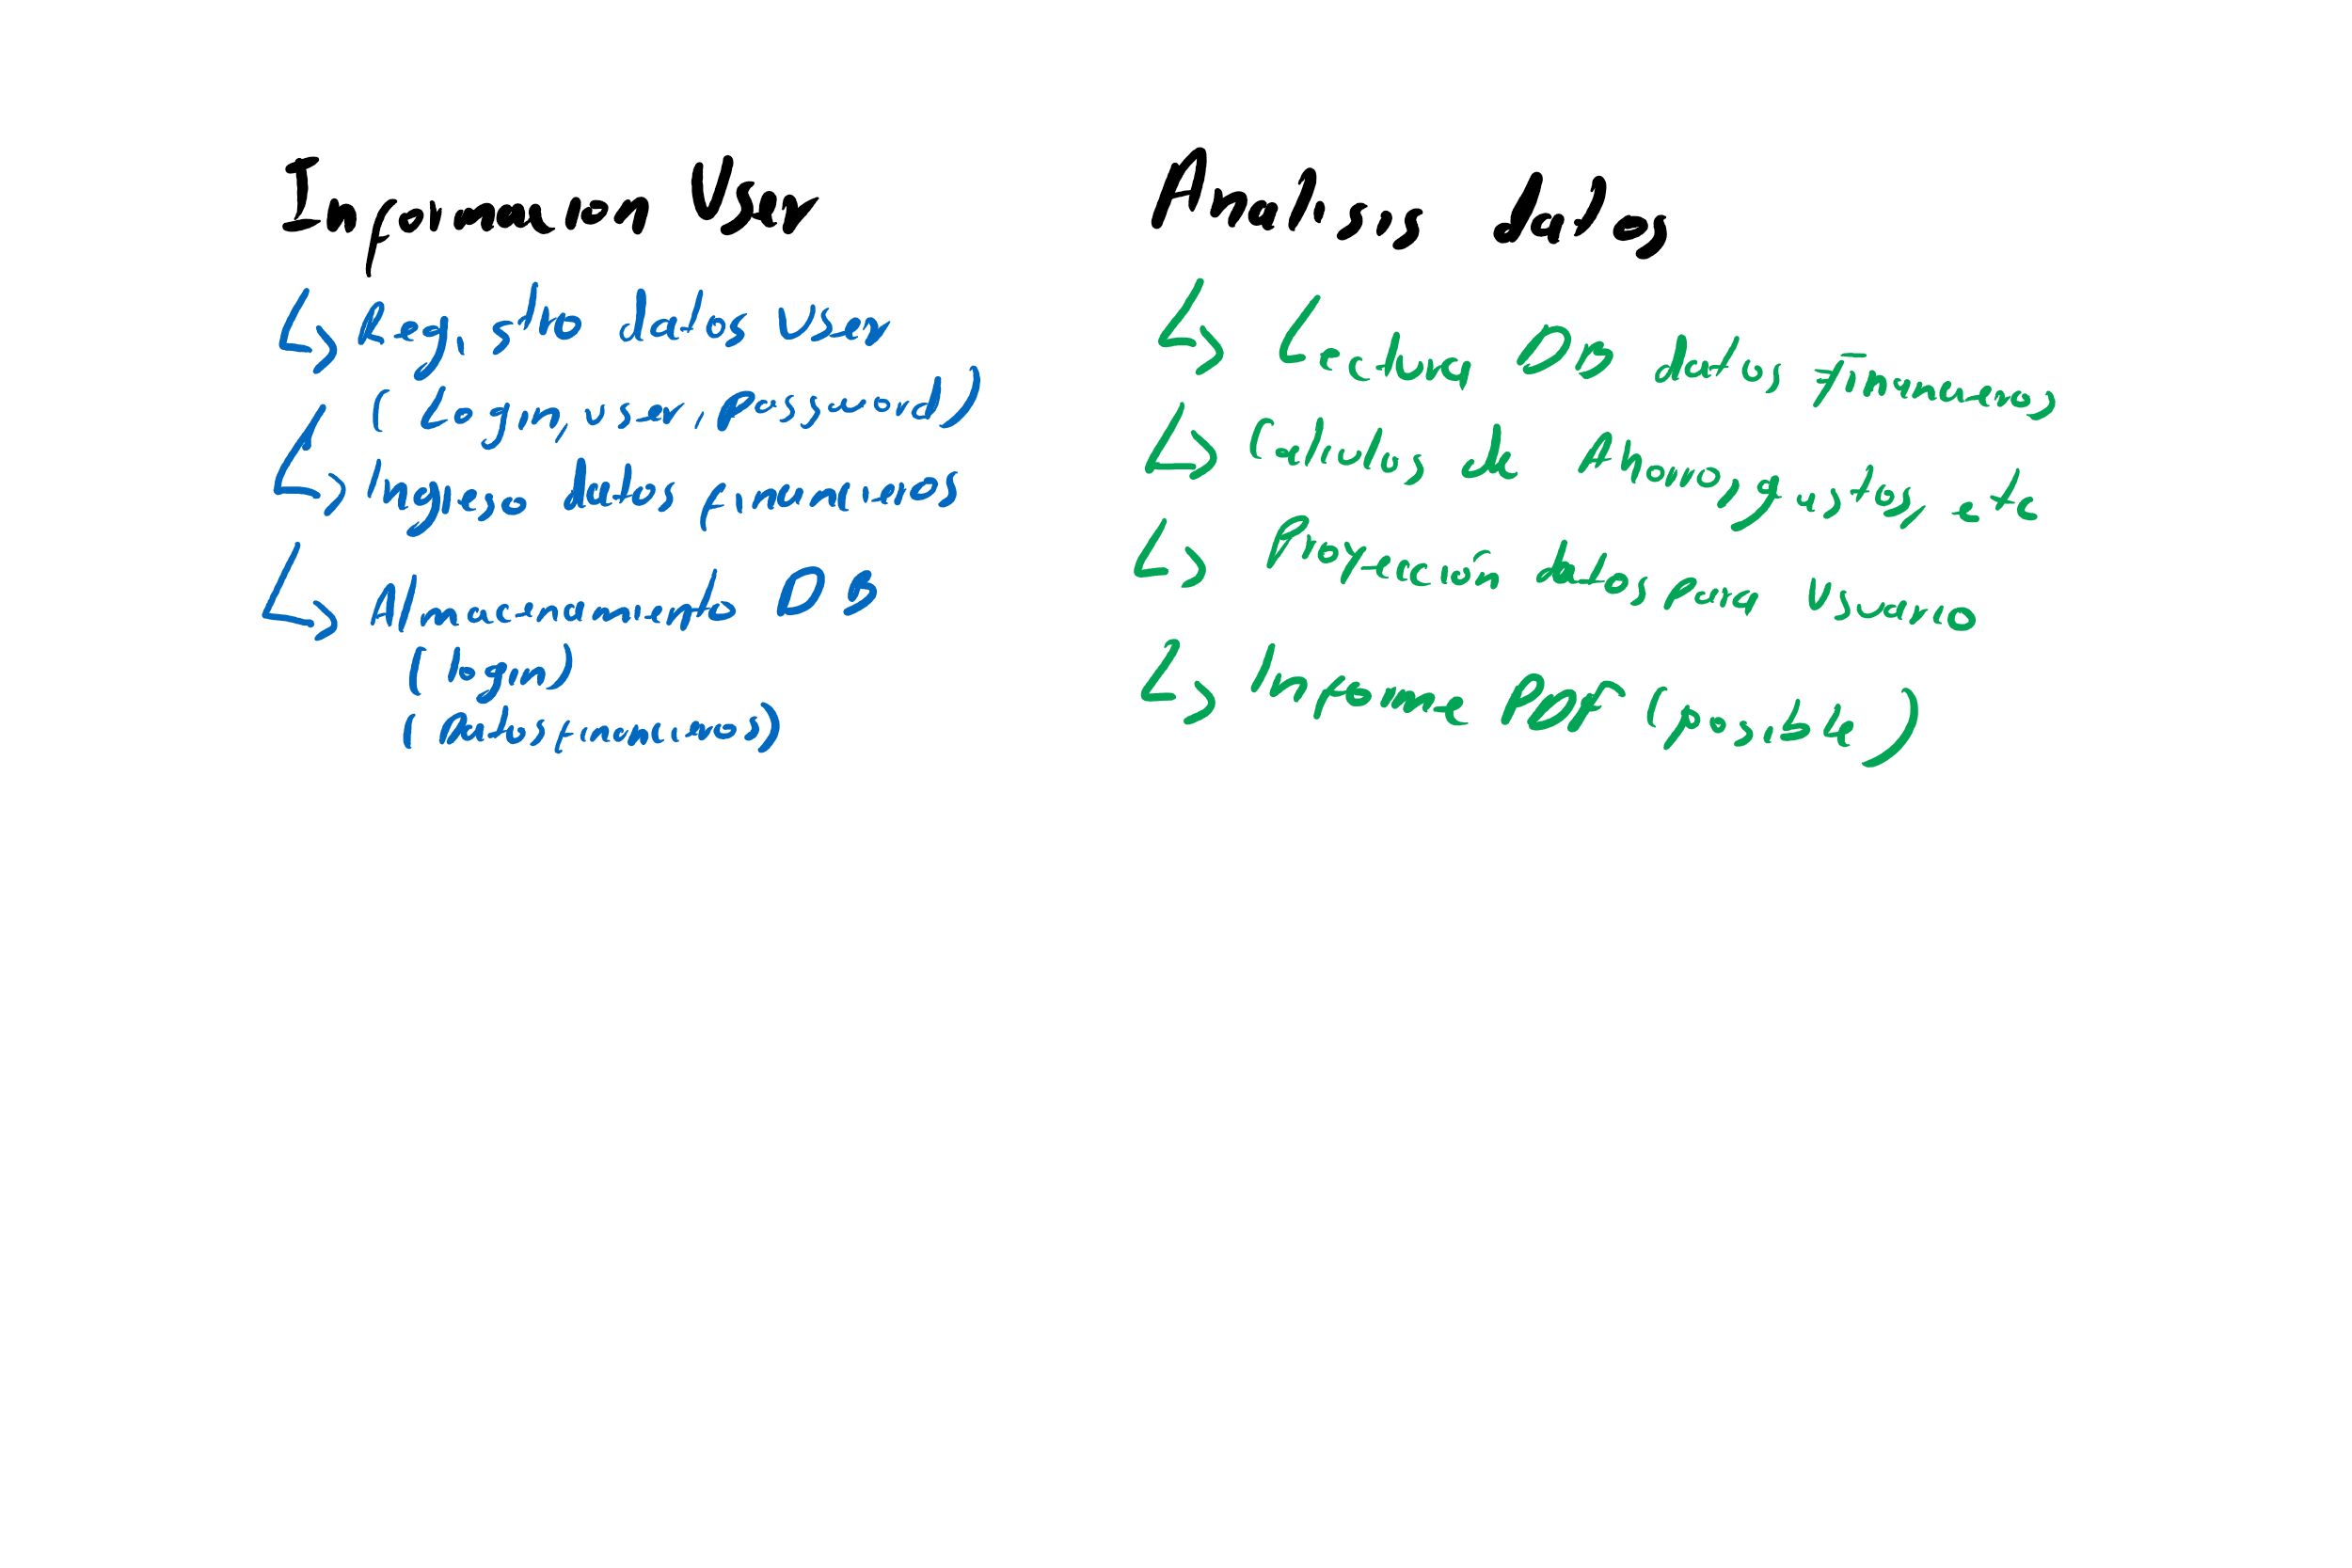 Informacion User
Registro datos User
(Login, user, Password)
Ingreso datos financieros
Almacenamiento DB
(login)
(Datos financieros)
Analisis datos
Lectura DB datos Financieros
Calculos de Ahorro, gustos, etc
Proyección datos para Usuario
Informe PDF (posible)